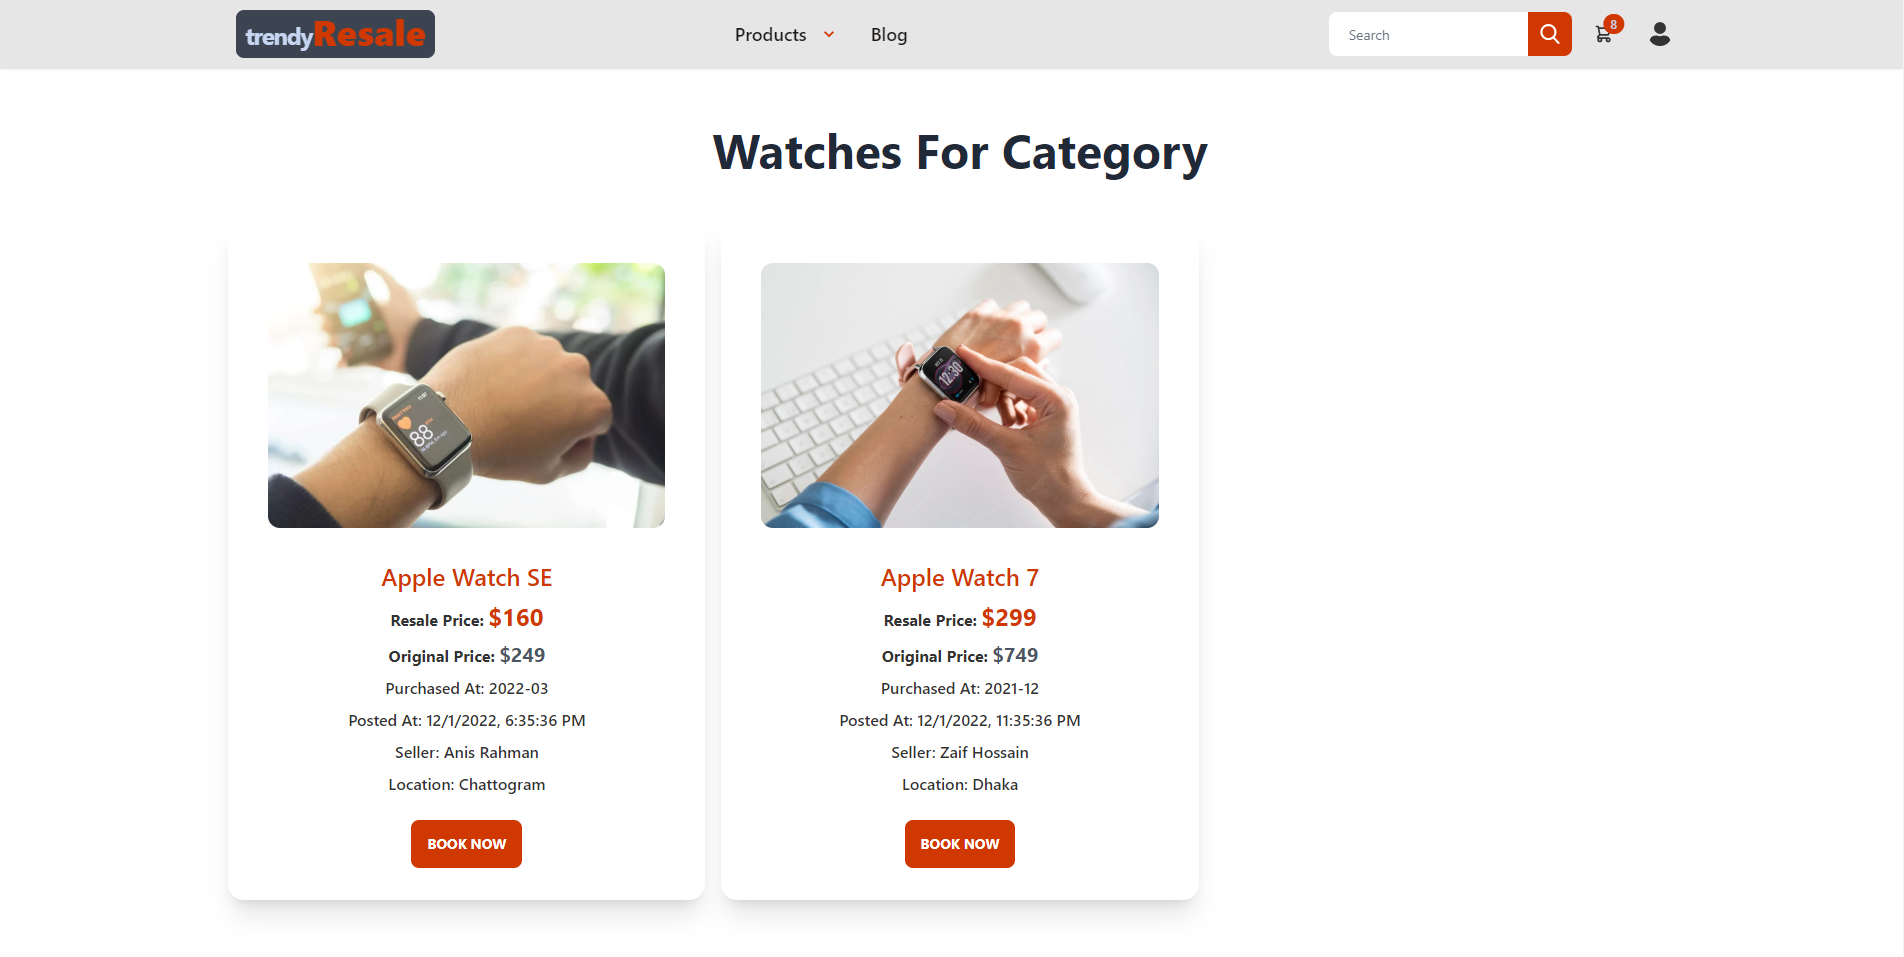 trendyResale
Products
Blog
Search
8
Watches For Category
88
12:30
Apple Watch SE
Resale Price: $160
Original Price: $249
Purchased At: 2022-03
Posted At: 12/1/2022, 6:35:36 PM
Seller: Anis Rahman
Location: Chattogram
BOOK NOW
Apple Watch 7
Resale Price: $299
Original Price: $749
Purchased At: 2021-12
Posted At: 12/1/2022, 11:35:36 PM
Seller: Zaif Hossain
Location: Dhaka
BOOK NOW